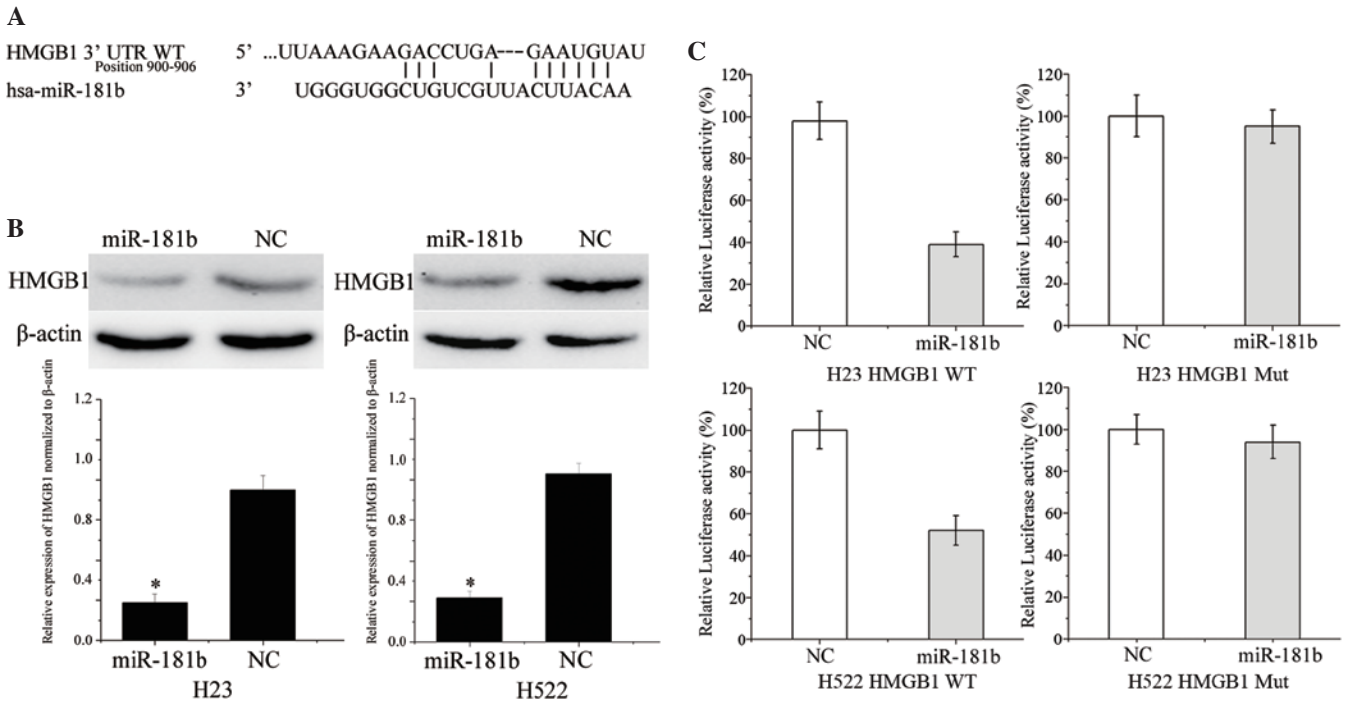 A
HMGB1 3' UTR WT 5' ...UUAAAGAAGACCUGA---GAAUGUAU
Position 900-906
hsa-miR-181b 3' UGGGUGGCUGUCGUUACUUACAA
B
miR-181b NC
HMGB1
β-actin
Relative expression of HMGB1 normalized to β-actin
1,2
1.0
0.8
0.4
0.0
*
miR-181b NC
H23
miR-181b NC
HMGB1
β-actin
Relative expression of HMGB1 normalized to β-actin
1,2
1.0
0.8
0.4
0.0
*
miR-181b NC
H522
C
Relative Luciferase activity (%)
120
100
80
60
40
20
0
NC miR-181b
H23 HMGB1 WT
Relative Luciferase activity (%)
120
100
80
60
40
20
0
NC miR-181b
H23 HMGB1 Mut
Relative Luciferase activity (%)
120
100
80
60
40
20
100
NC miR-181b
H522 HMGB1 WT
Relative Luciferase activity (%)
120
100
80
60
40
120
100
NC miR-181b
H522 HMGB1 Mut